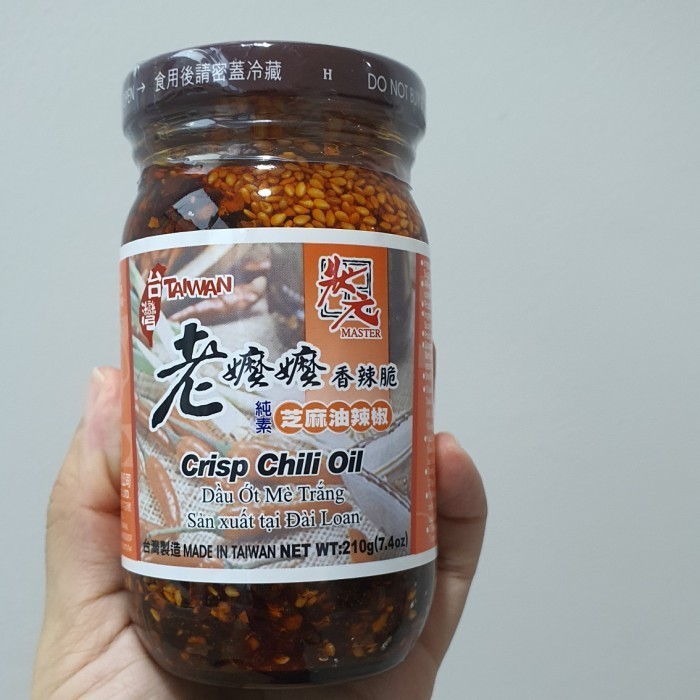 → 食用後請密蓋冷藏 H DO NOT
台灣 TAIWAN
狀元
MASTER
老嬤嬤 香辣脆
純素 芝麻油辣椒
Crisp Chili Oil
Dầu Ớt Mè Trắng
Sản xuất tại Đài Loan
台灣製造 MADE IN TAIWAN NET WT:210g(7.4oz)